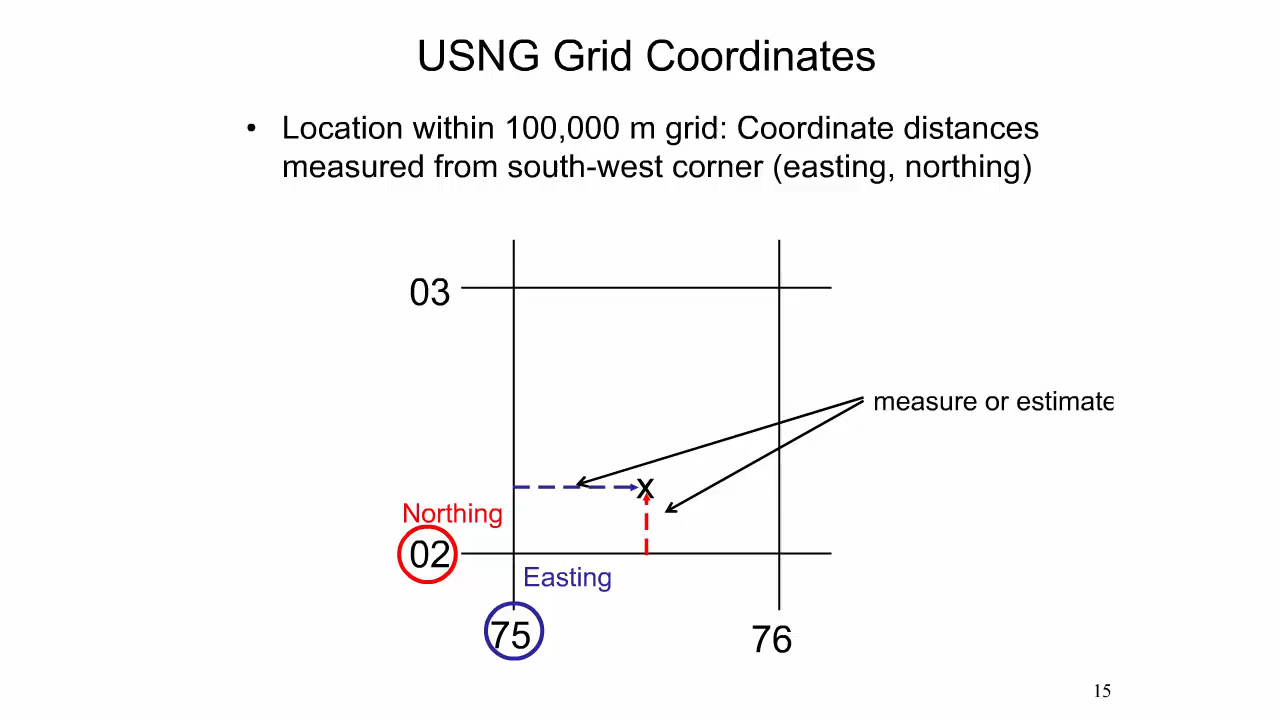 USNG Grid Coordinates
• Location within 100,000 m grid: Coordinate distances
measured from south-west corner (easting, northing)
03
measure or estimate
x
Northing
02
Easting
75
76
15